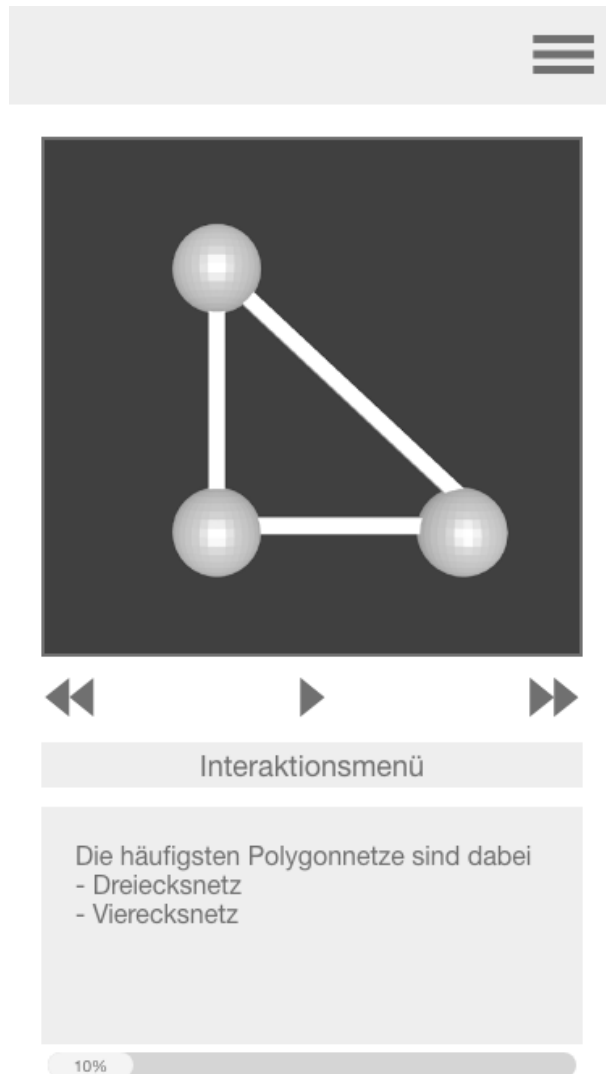 Interaktionsmenü
Die häufigsten Polygonnetze sind dabei
- Dreiecksnetz
- Vierecksnetz
10%